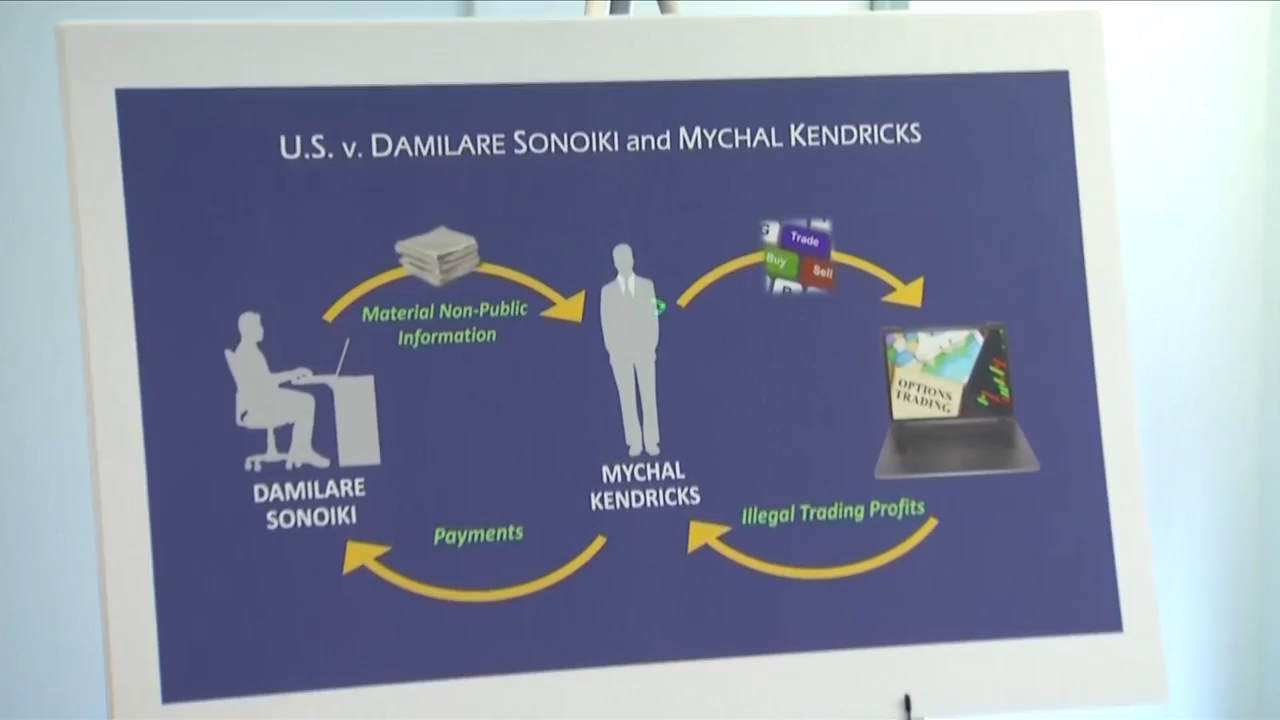 U.S. v. DAMILARE SONOIKI and MYCHAL KENDRICKS
Trade
Buy
Sell
Material Non-Public
Information
OPTIONS
TRADING
DAMILARE
SONOIKI
MYCHAL
KENDRICKS
Payments
Illegal Trading Profits